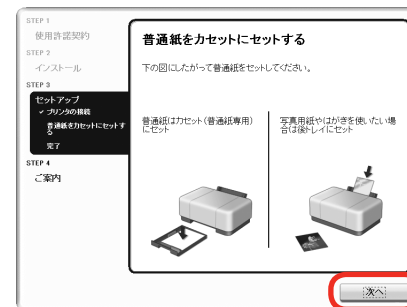 STEP 1
使用許諾契約
STEP 2
インストール
STEP 3
セットアップ
✓ プリンタの接続
普通紙をカセットにセットす
る
完了
STEP 4
ご案内
普通紙をカセットにセットする
下の図にしたがって普通紙をセットしてください。
普通紙はカセット(普通紙専用)
にセット
写真用紙やはがきを使いたい場
合は後トレイにセット
次へ